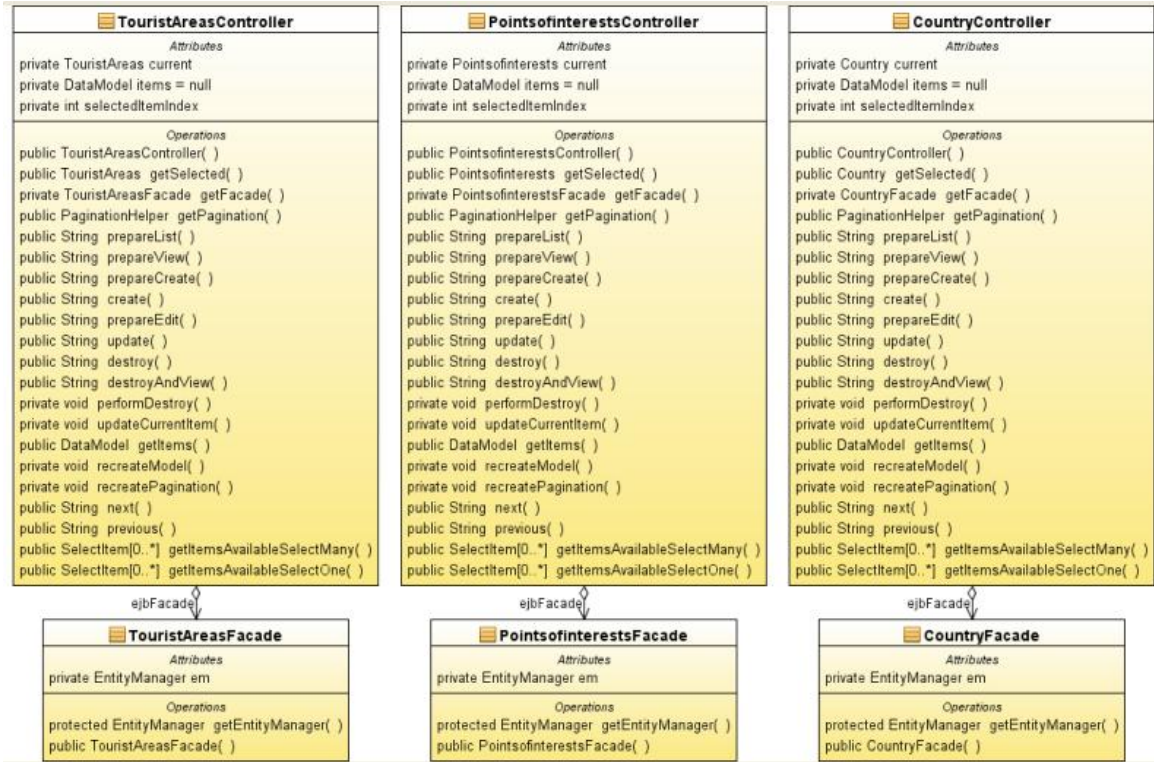 TouristAreasController
Attributes
private TouristAreas current
private DataModel items = null
private int selectedItemIndex
Operations
public TouristAreasController( )
public TouristAreas getSelected( )
private TouristAreasFacade getFacade( )
public PaginationHelper getPagination( )
public String prepareList( )
public String prepareView( )
public String prepareCreate( )
public String create( )
public String prepareEdit( )
public String update( )
public String destroy( )
public String destroyAndView( )
private void performDestroy( )
private void updateCurrentItem( )
public DataModel getItems( )
private void recreateModel( )
private void recreatePagination( )
public String next( )
public String previous( )
public SelectItem[0..*] getItemsAvailableSelectMany( )
public SelectItem[0..*] getItemsAvailableSelectOne( )
ejbFacade
TouristAreasFacade
Attributes
private EntityManager em
Operations
protected EntityManager getEntityManager( )
public TouristAreasFacade( )
PointsofinterestsController
Attributes
private Pointsofinterests current
private DataModel items = null
private int selectedItemIndex
Operations
public PointsofinterestsController( )
public Pointsofinterests getSelected( )
private PointsofinterestsFacade getFacade( )
public PaginationHelper getPagination( )
public String prepareList( )
public String prepareView( )
public String prepareCreate( )
public String create( )
public String prepareEdit( )
public String update( )
public String destroy( )
public String destroyAndView( )
private void performDestroy( )
private void updateCurrentItem( )
public DataModel getItems( )
private void recreateModel( )
private void recreatePagination( )
public String next( )
public String previous( )
public SelectItem[0..*] getItemsAvailableSelectMany( )
public SelectItem[0..*] getItemsAvailableSelectOne( )
ejbFacade
PointsofinterestsFacade
Attributes
private EntityManager em
Operations
protected EntityManager getEntityManager( )
public PointsofinterestsFacade( )
CountryController
Attributes
private Country current
private DataModel items = null
private int selectedItemIndex
Operations
public CountryController( )
public Country getSelected( )
private CountryFacade getFacade( )
public PaginationHelper getPagination( )
public String prepareList( )
public String prepareView( )
public String prepareCreate( )
public String create( )
public String prepareEdit( )
public String update( )
public String destroy( )
public String destroyAndView( )
private void performDestroy( )
private void updateCurrentItem( )
public DataModel getItems( )
private void recreateModel( )
private void recreatePagination( )
public String next( )
public String previous( )
public SelectItem[0..*] getItemsAvailableSelectMany( )
public SelectItem[0..*] getItemsAvailableSelectOne( )
ejbFacade
CountryFacade
Attributes
private EntityManager em
Operations
protected EntityManager getEntityManager( )
public CountryFacade( )